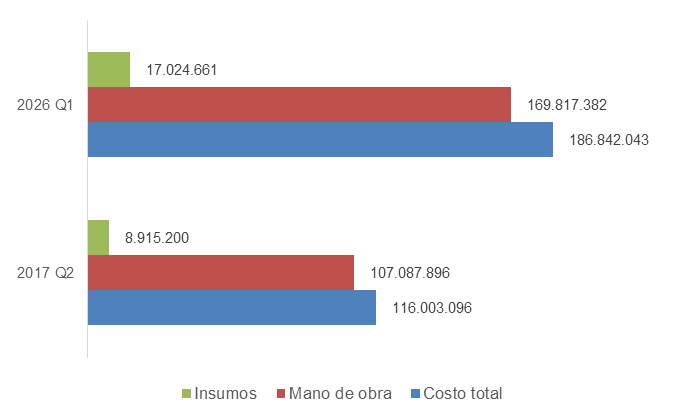 17.024.661
2026 Q1
169.817.382
186.842.043
8.915.200
2017 Q2
107.087.896
116.003.096
Insumos Mano de obra Costo total